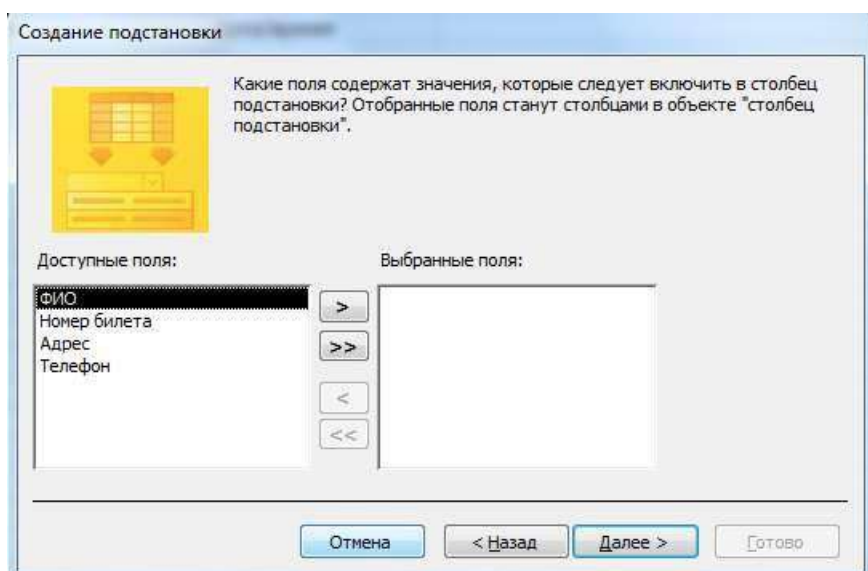 Создание подстановки
Какие поля содержат значения, которые следует включить в столбец
подстановки? Отобранные поля станут столбцами в объекте "столбец
подстановки".
Доступные поля:
Выбранные поля:
ФИО
Номер билета
Адрес
Телефон
>
>>
<
<<
Отмена
< Назад
Далее >
Готово